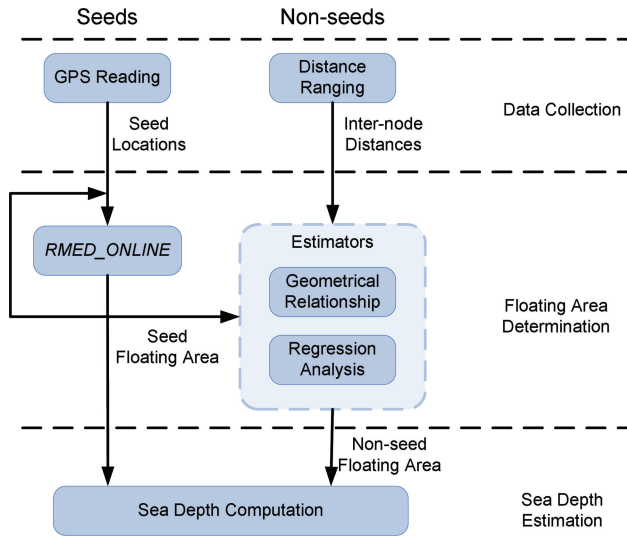 Seeds
Non-seeds
GPS Reading
Distance
Ranging
Data Collection
Seed
Locations
Inter-node
Distances
RMED_ONLINE
Estimators
Geometrical
Relationship
Regression
Analysis
Floating Area
Determination
Seed
Floating Area
Non-seed
Floating Area
Sea Depth Computation
Sea Depth
Estimation